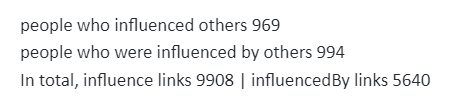 people who influenced others 969
people who were influenced by others 994
In total, influence links 9908 | influencedBy links 5640